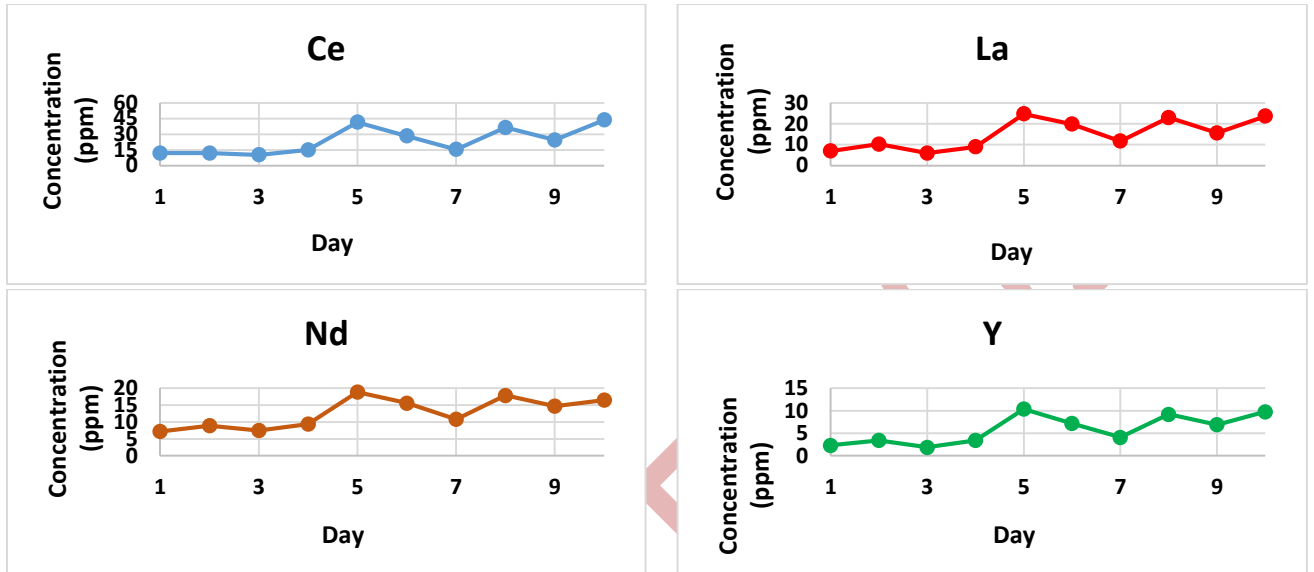 Ce
Concentration
(ppm)
60
45
30
15
0
1 3 5 7 9
Day
La
Concentration
(ppm)
30
20
10
0
1 3 5 7 9
Day
Nd
Concentration
(ppm)
20
15
10
5
0
1 3 5 7 9
Day
Y
Concentration
(ppm)
15
10
5
0
1 3 5 7 9
Day